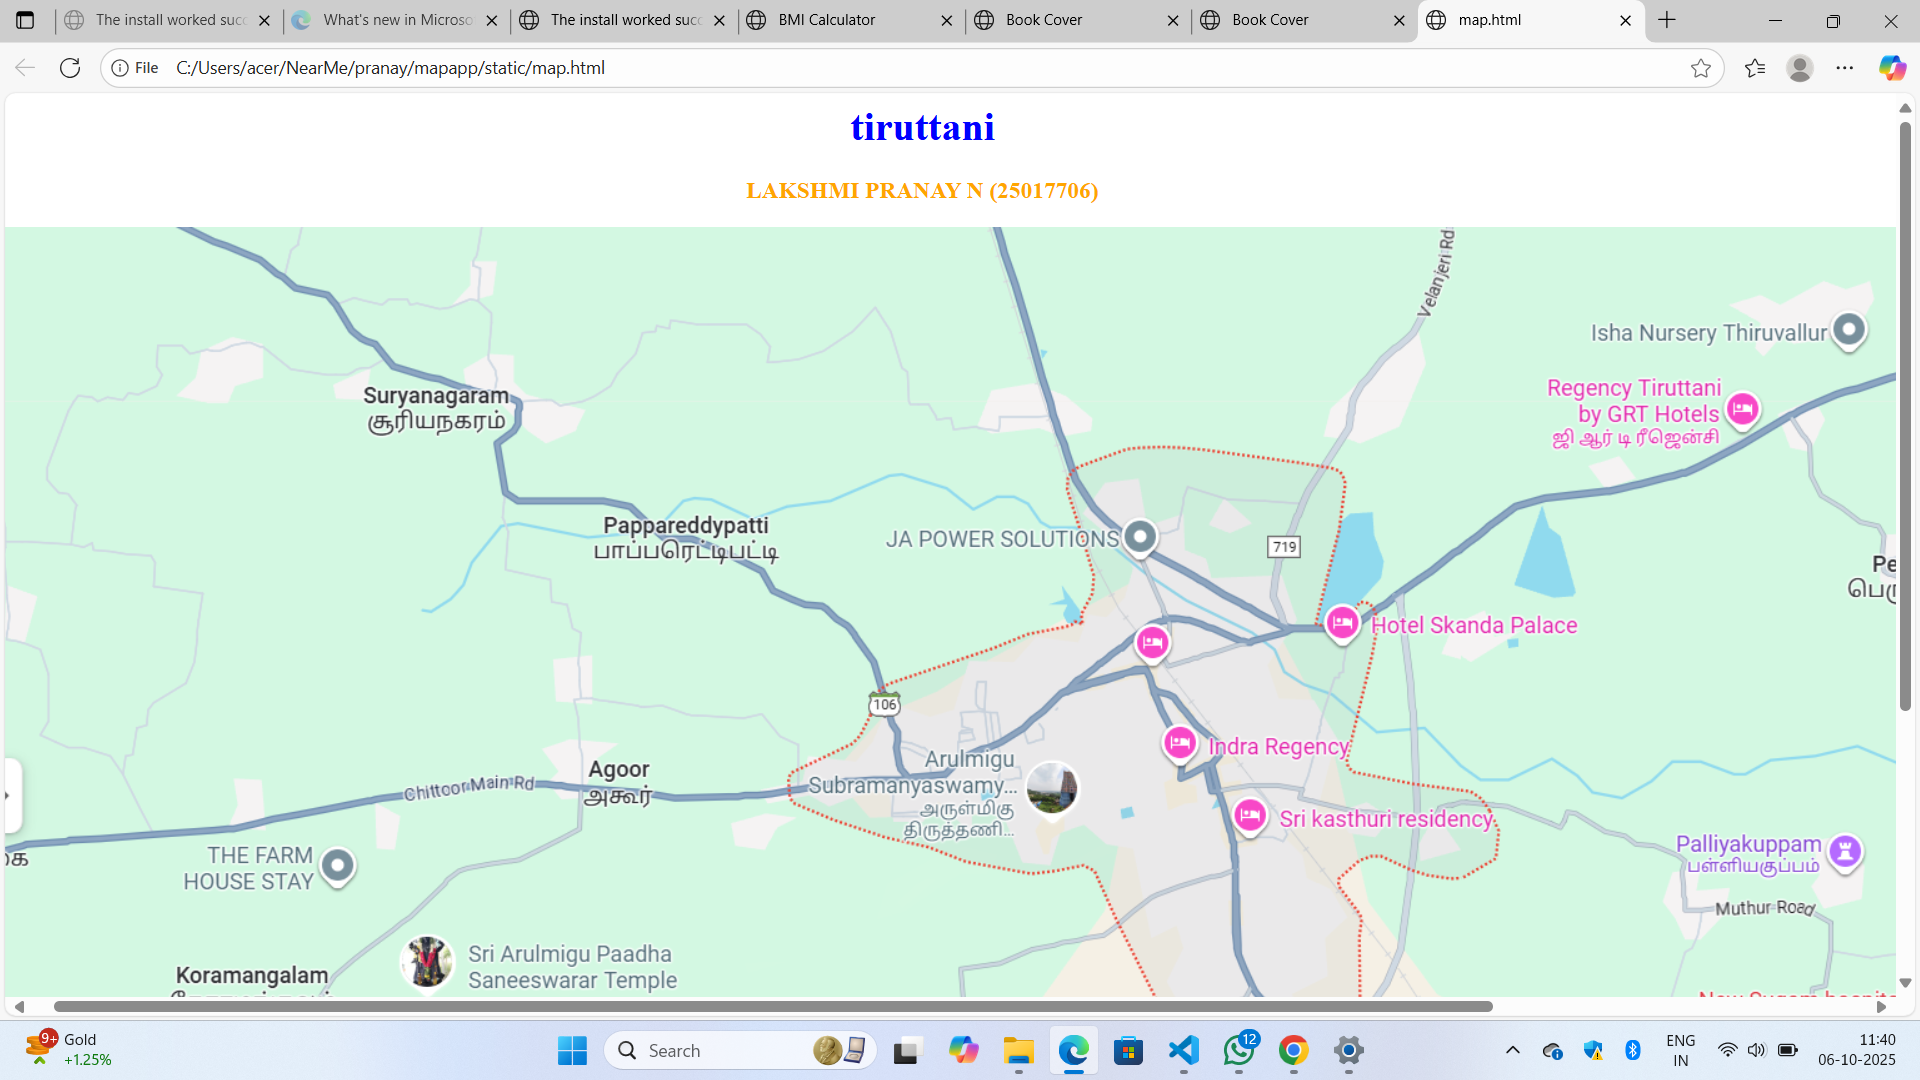 The install worked succ
What's new in Microso
The install worked succ
BMI Calculator
Book Cover
Book Cover
map.html
File
C:/Users/acer/NearMe/pranay/mapapp/static/map.html
tiruttani
LAKSHMI PRANAY N (25017706)
Velanjeri Rd
Isha Nursery Thiruvallur
Regency Tiruttani
by GRT Hotels
ஜி ஆர் டி ரீஜென்சி
Suryanagaram
சூரியநகரம்
Pappareddypatti
பாப்பரெட்டிபட்டி
JA POWER SOLUTIONS
719
Pe
பெரு
Hotel Skanda Palace
106
Indra Regency
Arulmigu
Subramanyaswamy...
அருள்மிகு
திருத்தணி...
Agoor
அகூர்
Chittoor Main Rd
Sri kasthuri residency
Palliyakuppam
பள்ளியகுப்பம்
கை
THE FARM
HOUSE STAY
Muthur Road
Sri Arulmigu Paadha
Saneeswarar Temple
Koramangalam
9+
Gold
+1.25%
Search
12
ENG
IN
11:40
06-10-2025